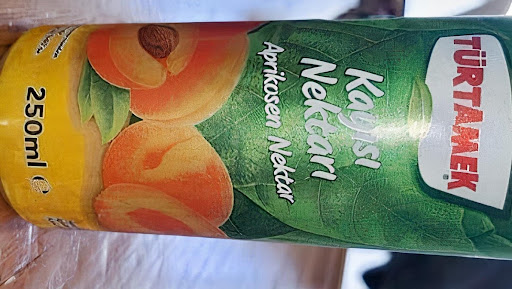 TÜRTAMEK
Kayısı
Nektarı
Aprikosen Nektar
250ml e